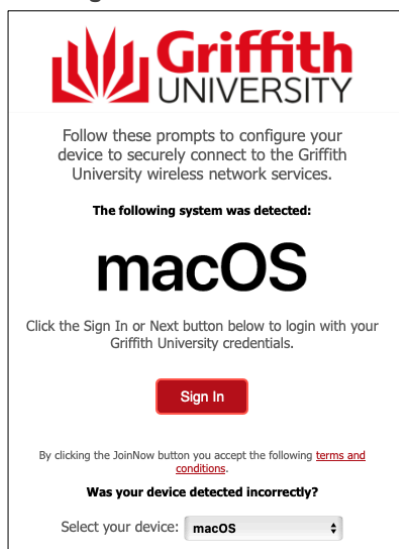 Griffith
UNIVERSITY
Follow these prompts to configure your
device to securely connect to the Griffith
University wireless network services.
The following system was detected:
macOS
Click the Sign In or Next button below to login with your
Griffith University credentials.
Sign In
By clicking the JoinNow button you accept the following terms and
conditions.
Was your device detected incorrectly?
Select your device: macOS